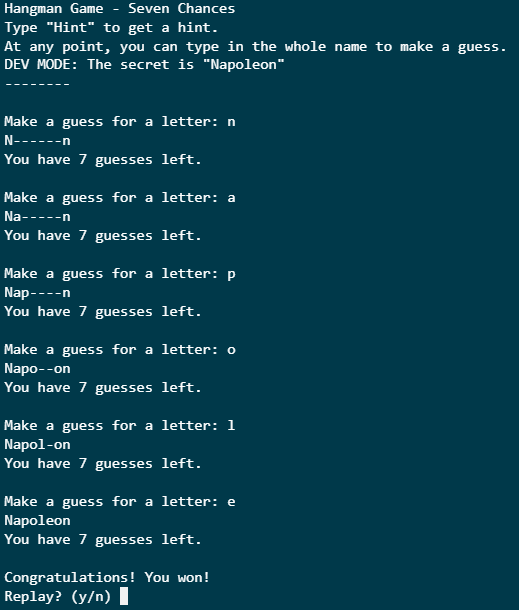 Hangman Game - Seven Chances
Type "Hint" to get a hint.
At any point, you can type in the whole name to make a guess.
DEV MODE: The secret is "Napoleon"
--------
Make a guess for a letter: n
N------n
You have 7 guesses left.
Make a guess for a letter: a
Na-----n
You have 7 guesses left.
Make a guess for a letter: p
Nap----n
You have 7 guesses left.
Make a guess for a letter: o
Napo--on
You have 7 guesses left.
Make a guess for a letter: l
Napol-on
You have 7 guesses left.
Make a guess for a letter: e
Napoleon
You have 7 guesses left.
Congratulations! You won!
Replay? (y/n)